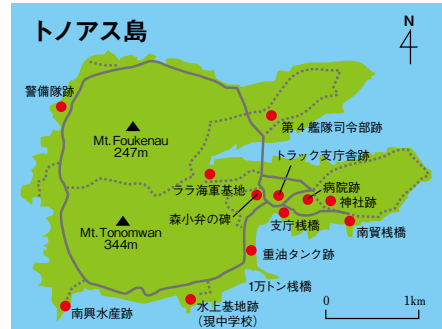 トノアス島
N
警備隊跡
Mt. Foukenau
247m
第4艦隊司令部跡
トラック支庁舎跡
ララ海軍基地
病院跡
神社跡
森小弁の碑
Mt. Tonomwan
344m
支庁桟橋
南貿桟橋
重油タンク跡
1万トン桟橋
南興水産跡
水上基地跡
(現中学校)
0 1km